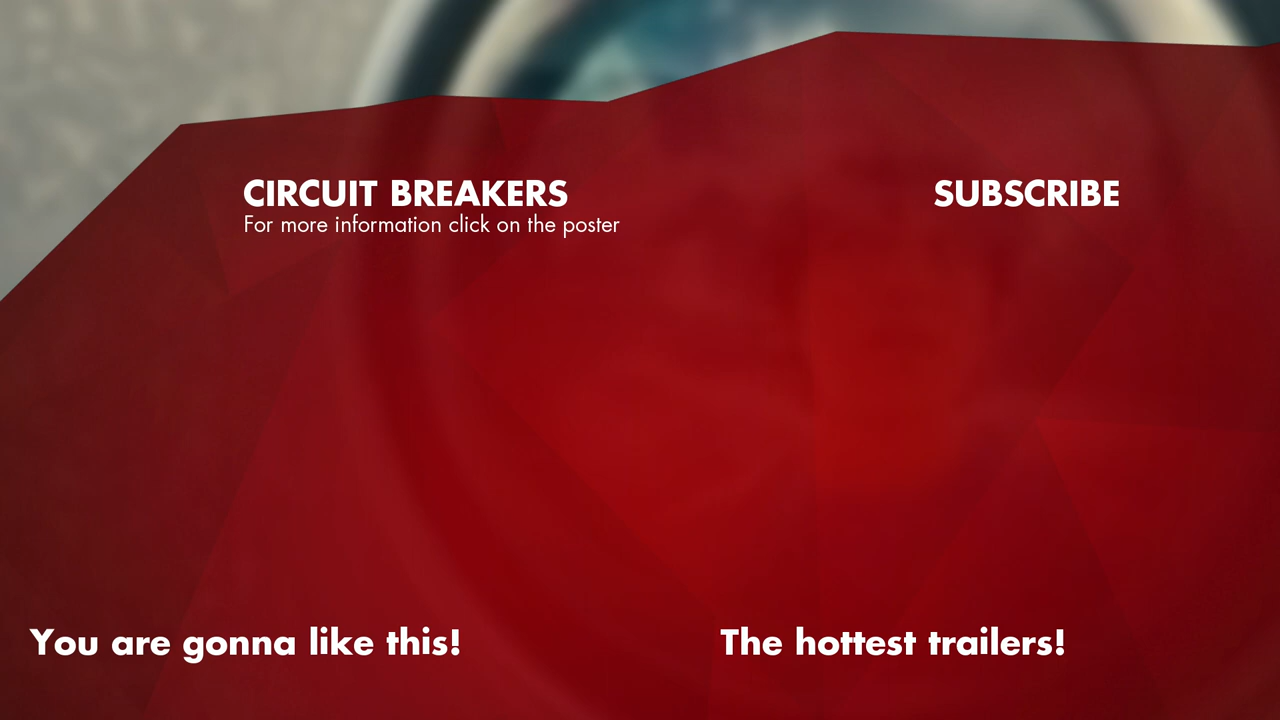 CIRCUIT BREAKERS
For more information click on the poster
SUBSCRIBE
You are gonna like this!
The hottest trailers!